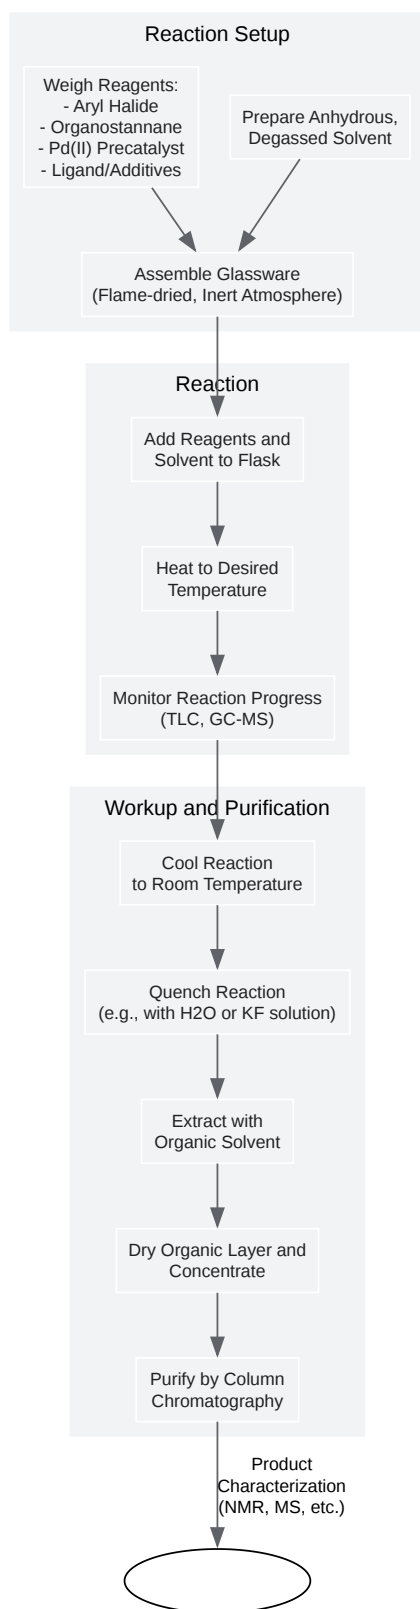 Reaction Setup
Weigh Reagents:
- Aryl Halide
- Organostannane
- Pd(II) Precatalyst
- Ligand/Additives
Prepare Anhydrous,
Degassed Solvent
Assemble Glassware
(Flame-dried, Inert Atmosphere)
Reaction
Add Reagents and
Solvent to Flask
Heat to Desired
Temperature
Monitor Reaction Progress
(TLC, GC-MS)
Workup and Purification
Cool Reaction
to Room Temperature
Quench Reaction
(e.g., with H2O or KF solution)
Extract with
Organic Solvent
Dry Organic Layer and
Concentrate
Purify by Column
Chromatography
Product
Characterization
(NMR, MS, etc.)